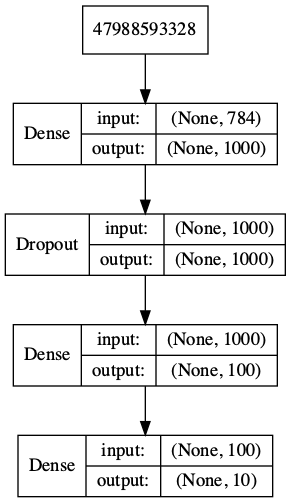 47988593328
Dense
input: (None, 784)
output: (None, 1000)
Dropout
input: (None, 1000)
output: (None, 1000)
Dense
input: (None, 1000)
output: (None, 100)
Dense
input: (None, 100)
output: (None, 10)